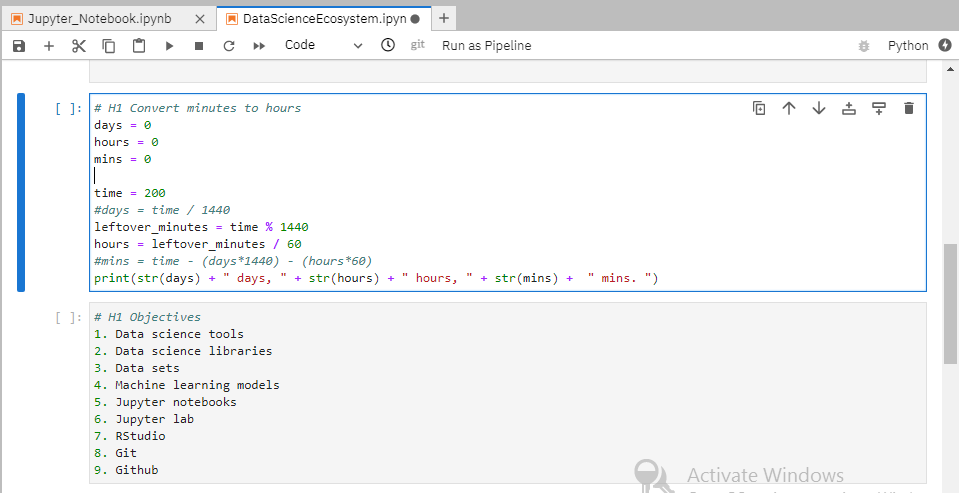 Jupyter_Notebook.ipynb
DataScienceEcosystem.ipyn
Code
git
Run as Pipeline
Python
[ ]:
# H1 Convert minutes to hours
days = 0
hours = 0
mins = 0
time = 200
#days = time / 1440
leftover_minutes = time % 1440
hours = leftover_minutes / 60
#mins = time - (days*1440) - (hours*60)
print(str(days) + " days, " + str(hours) + " hours, " + str(mins) +  " mins. ")
[ ]:
# H1 Objectives
1. Data science tools
2. Data science libraries
3. Data sets
4. Machine learning models
5. Jupyter notebooks
6. Jupyter lab
7. RStudio
8. Git
9. Github
Activate Windows